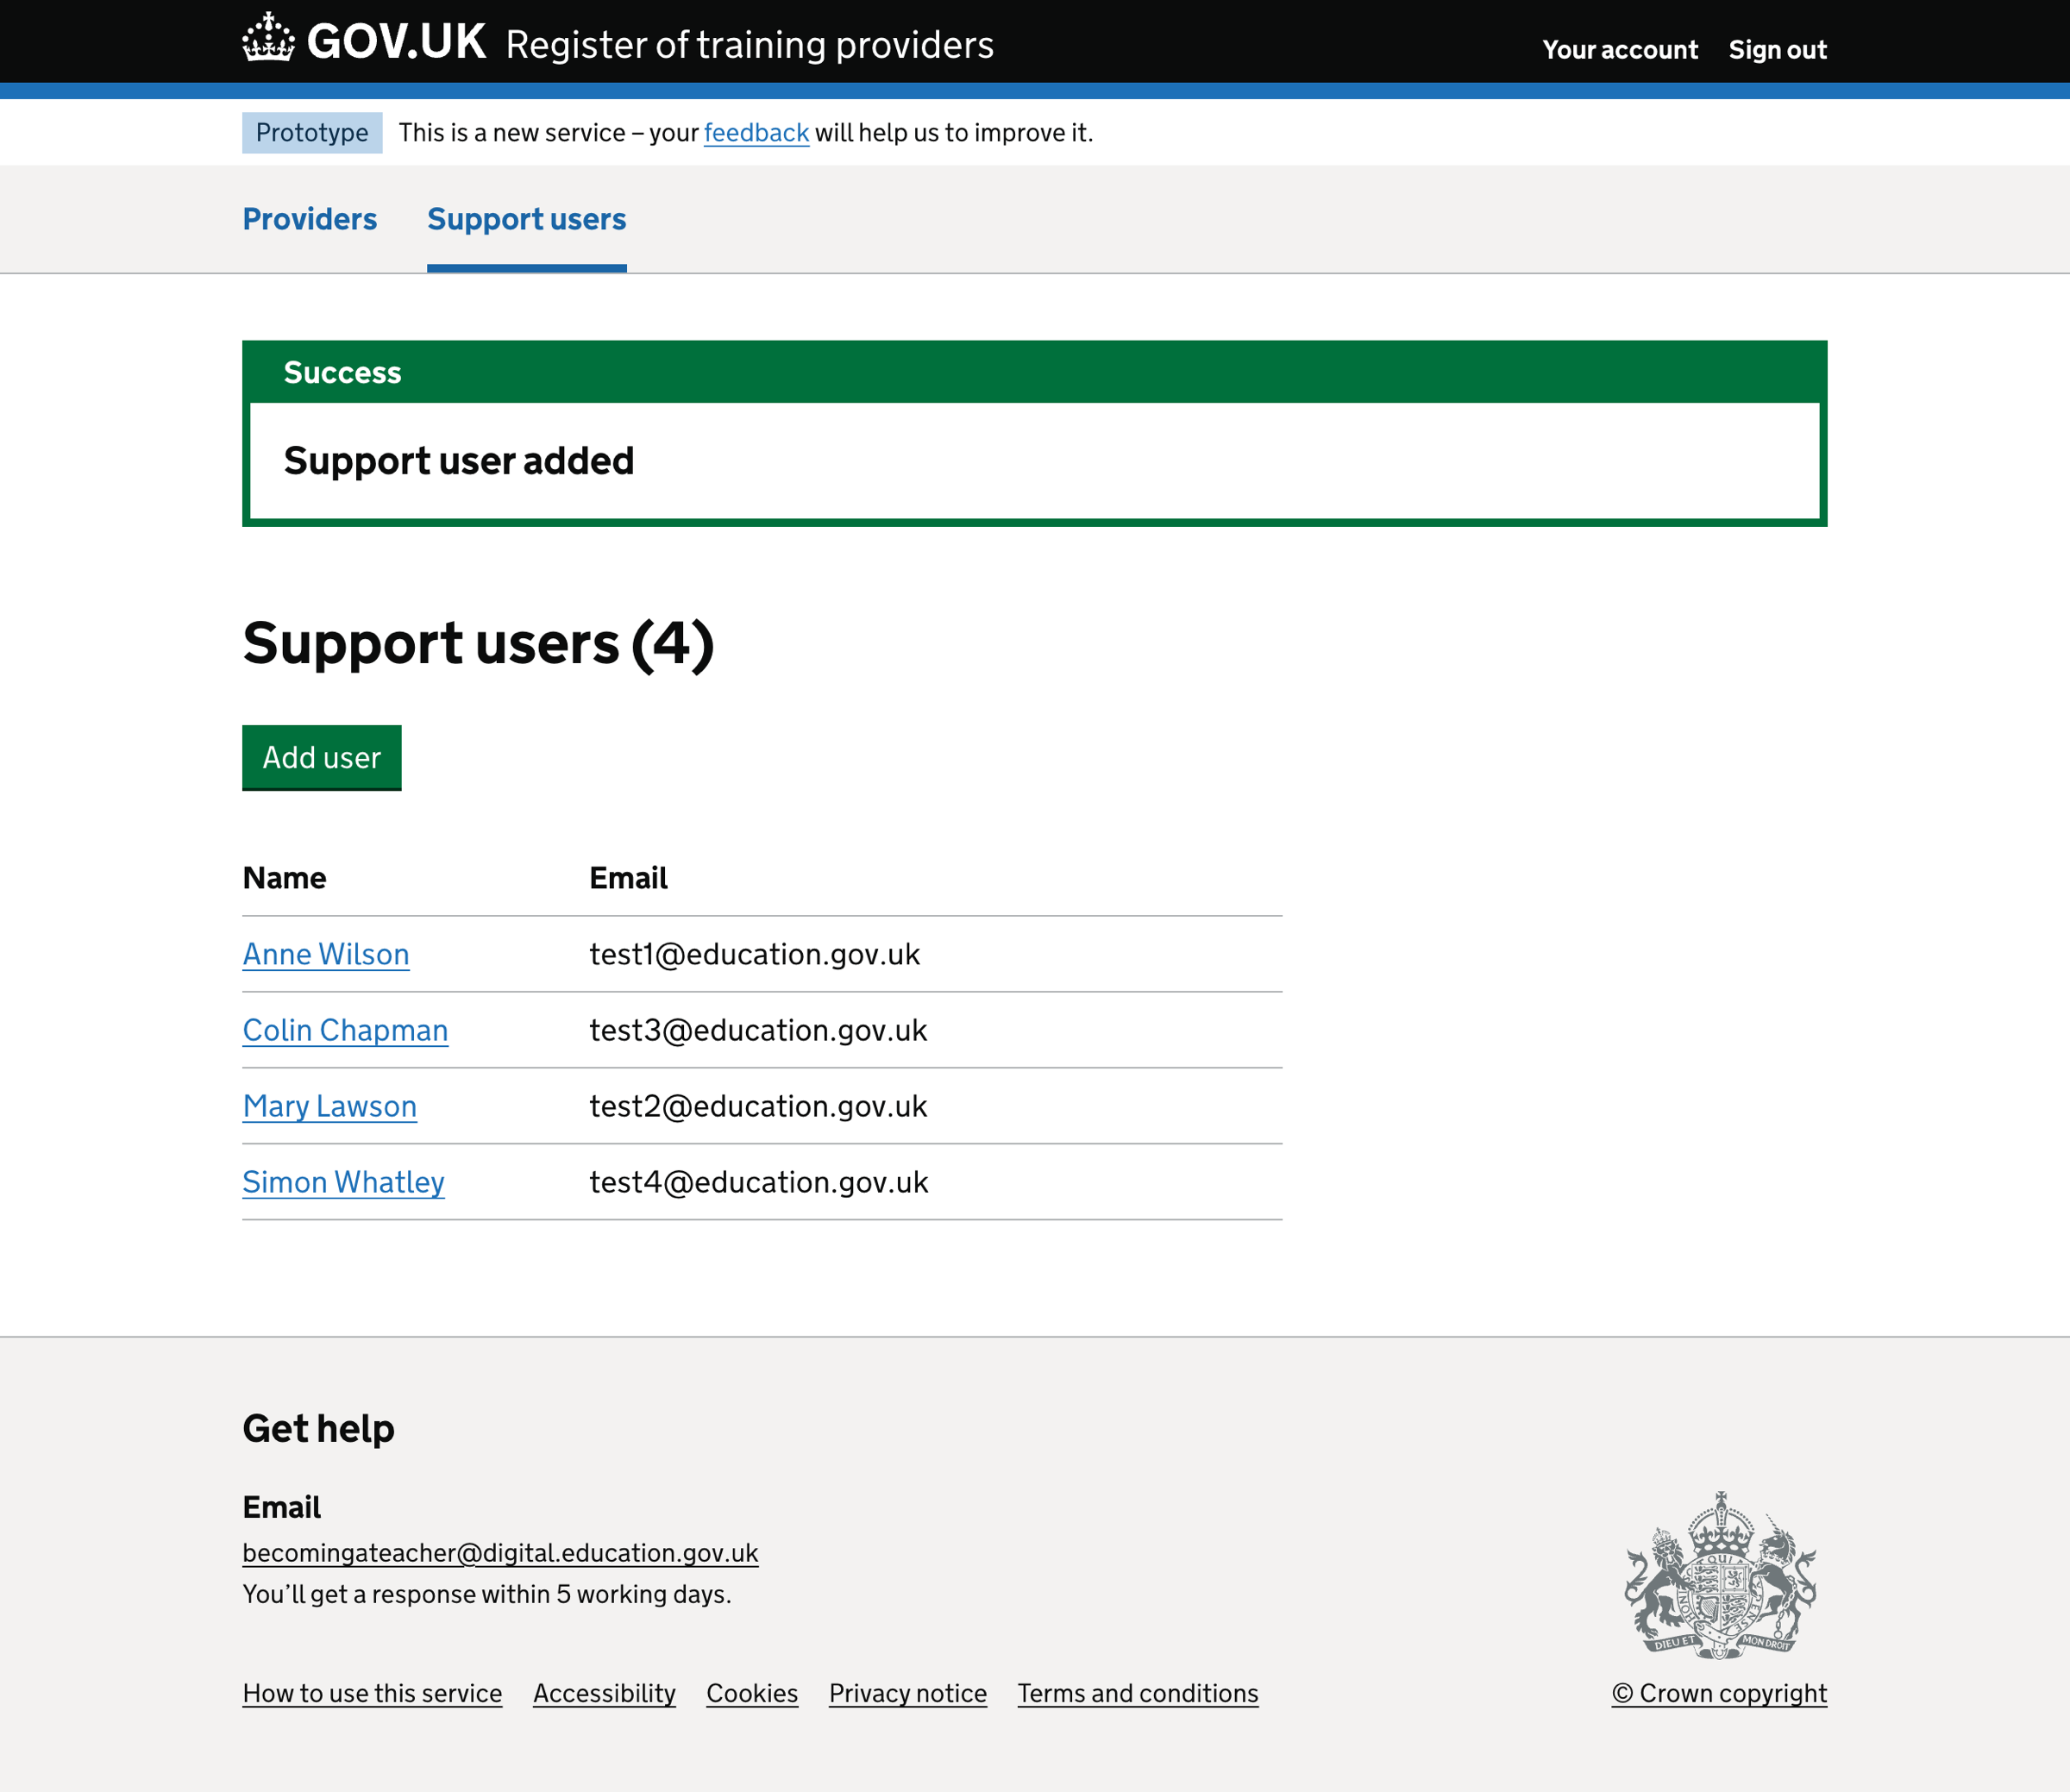 GOV.UK Register of training providers
Your account Sign out
Prototype This is a new service – your feedback will help us to improve it.
Providers Support users
Success
Support user added
Support users (4)
Add user
Name Email
Anne Wilson test1@education.gov.uk
Colin Chapman test3@education.gov.uk
Mary Lawson test2@education.gov.uk
Simon Whatley test4@education.gov.uk
Get help
Email
becomingateacher@digital.education.gov.uk
You’ll get a response within 5 working days.
DIEU ET MON DROIT
How to use this service Accessibility Cookies Privacy notice Terms and conditions
© Crown copyright